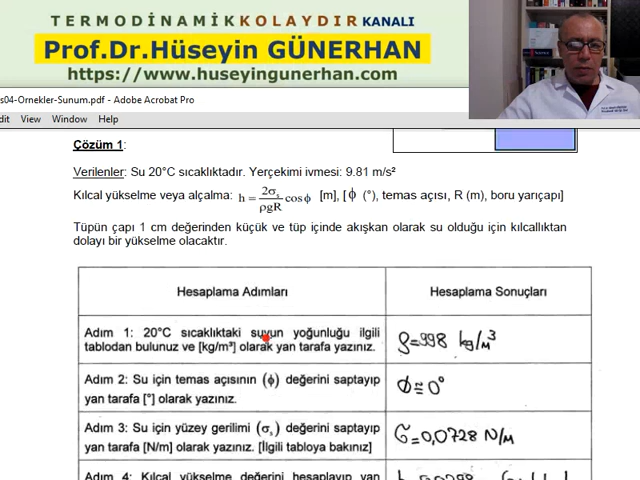 TERMODİNAMİKKOLAYDIR KANALI
Prof.Dr.Hüseyin GÜNERHAN
https://www.huseyingunerhan.com
s04-Ornekler-Sunum.pdf - Adobe Acrobat Pro
dit View Window Help
Çözüm 1:
Verilenler: Su 20°C sıcaklıktadır. Yerçekimi ivmesi: 9.81 m/s²
Kılcal yükselme veya alçalma: h = 2σs/ρgR cosϕ [m], [ ϕ (°), temas açısı, R (m), boru yarıçapı]
Tüpün çapı 1 cm değerinden küçük ve tüp içinde akışkan olarak su olduğu için kılcallıktan
dolayı bir yükselme olacaktır.
Hesaplama Adımları
Hesaplama Sonuçları
Adım 1: 20°C sıcaklıktaki suyun yoğunluğu ilgili
tablodan bulunuz ve [kg/m³] olarak yan tarafa yazınız.
ρ=998 kg/m³
Adım 2: Su için temas açısının (ϕ) değerini saptayıp
yan tarafa [°] olarak yazınız.
ϕ≅0°
Adım 3: Su için yüzey gerilimi (σs) değerini saptayıp
yan tarafa [N/m] olarak yazınız. [İlgili tabloya bakınız]
σ=0,0728 N/m
Adım 4: Kılcal yükselme değerini hesaplayıp yan